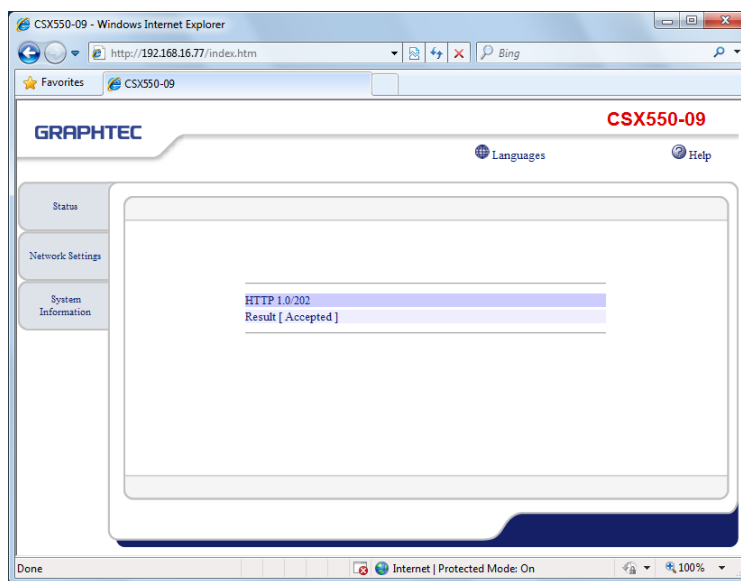 CSX550-09 - Windows Internet Explorer
http://192.168.16.77/index.htm
Bing
Favorites
CSX550-09
GRAPHTEC
CSX550-09
Languages
Help
Status
Network Settings
System
Information
HTTP 1.0/202
Result [ Accepted ]
Done
Internet | Protected Mode: On
100%